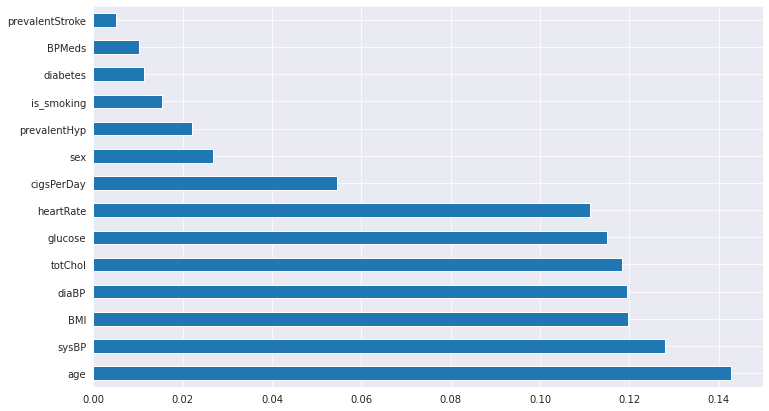 prevalentStroke
BPMeds
diabetes
is_smoking
prevalentHyp
sex
cigsPerDay
heartRate
glucose
totChol
diaBP
BMI
sysBP
age
0.00 0.02 0.04 0.06 0.08 0.10 0.12 0.14